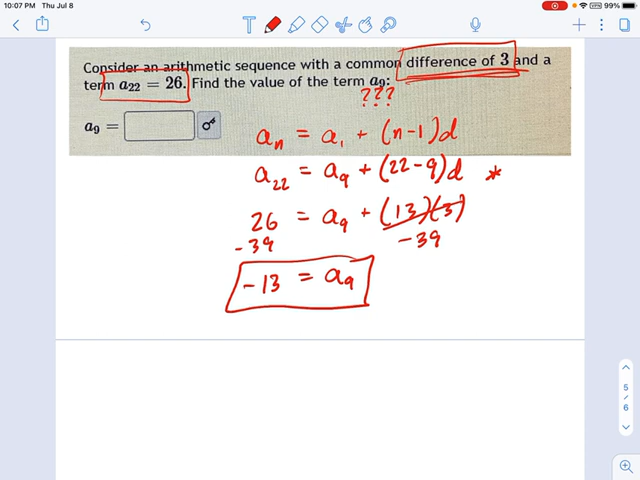 10:07 PM Thu Jul 8
VPN 99%
T
Consider an arithmetic sequence with a common difference of 3 and a
term a₂₂ = 26. Find the value of the term a₉:
???
a₉ =
aₙ = a₁ + (n-1)d
a₂₂ = a₉ + (22-9)d *
26 = a₉ + (13)(3)
-39 -39
-13 = a₉
5
/
6